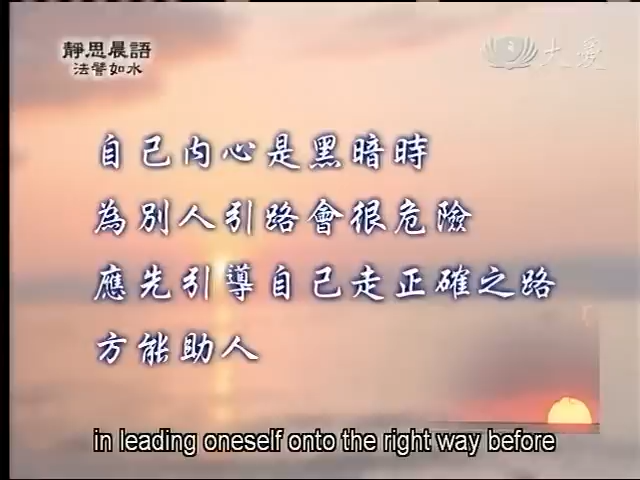 靜思晨語
法譬如水
大愛
自己內心是黑暗時
為別人引路會很危險
應先引導自己走正確之路
方能助人
in leading oneself onto the right way before